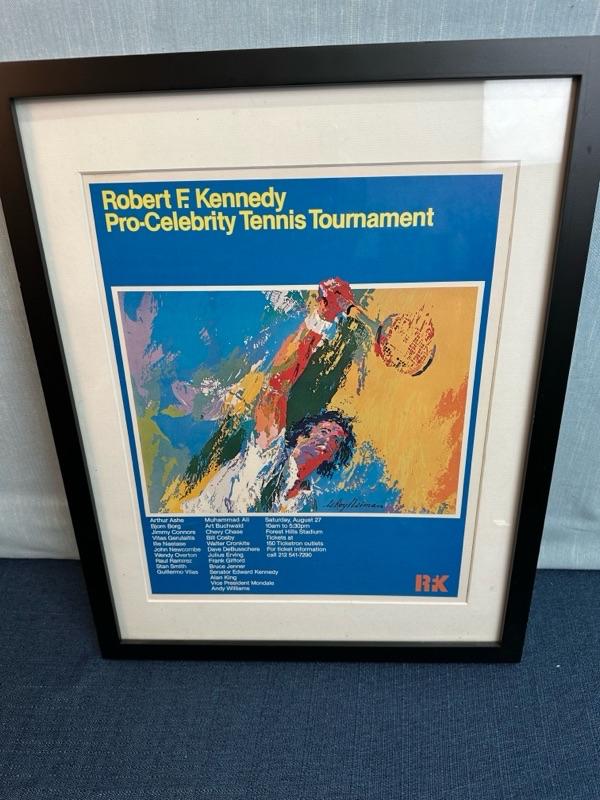 Robert F. Kennedy
Pro-Celebrity Tennis Tournament
LeRoy Neiman
Arthur Ashe
Bjorn Borg
Jimmy Connors
Vitas Gerulaitis
Ilie Nastase
John Newcombe
Wendy Overton
Raul Ramirez
Stan Smith
Guillermo Vilas
Muhammad Ali
Art Buchwald
Chevy Chase
Bill Cosby
Walter Cronkite
Dave DeBusschere
Julius Erving
Frank Gifford
Bruce Jenner
Senator Edward Kennedy
Alan King
Vice President Mondale
Andy Williams
Saturday, August 27
10am to 5:30pm
Forest Hills Stadium
Tickets at
150 Ticketron outlets
For ticket information
call 212 541-7290
RFK